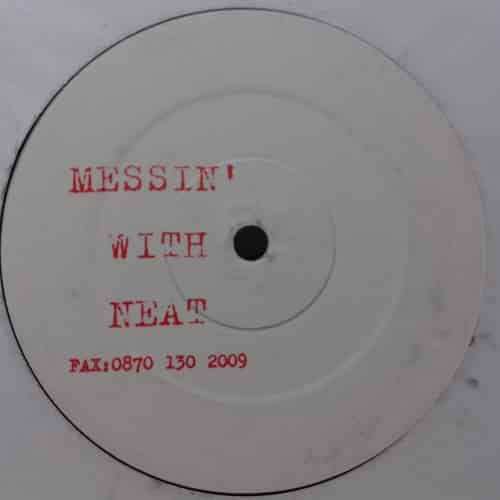 MESSIN'
WITH
NEAT
FAX:0870 130 2009